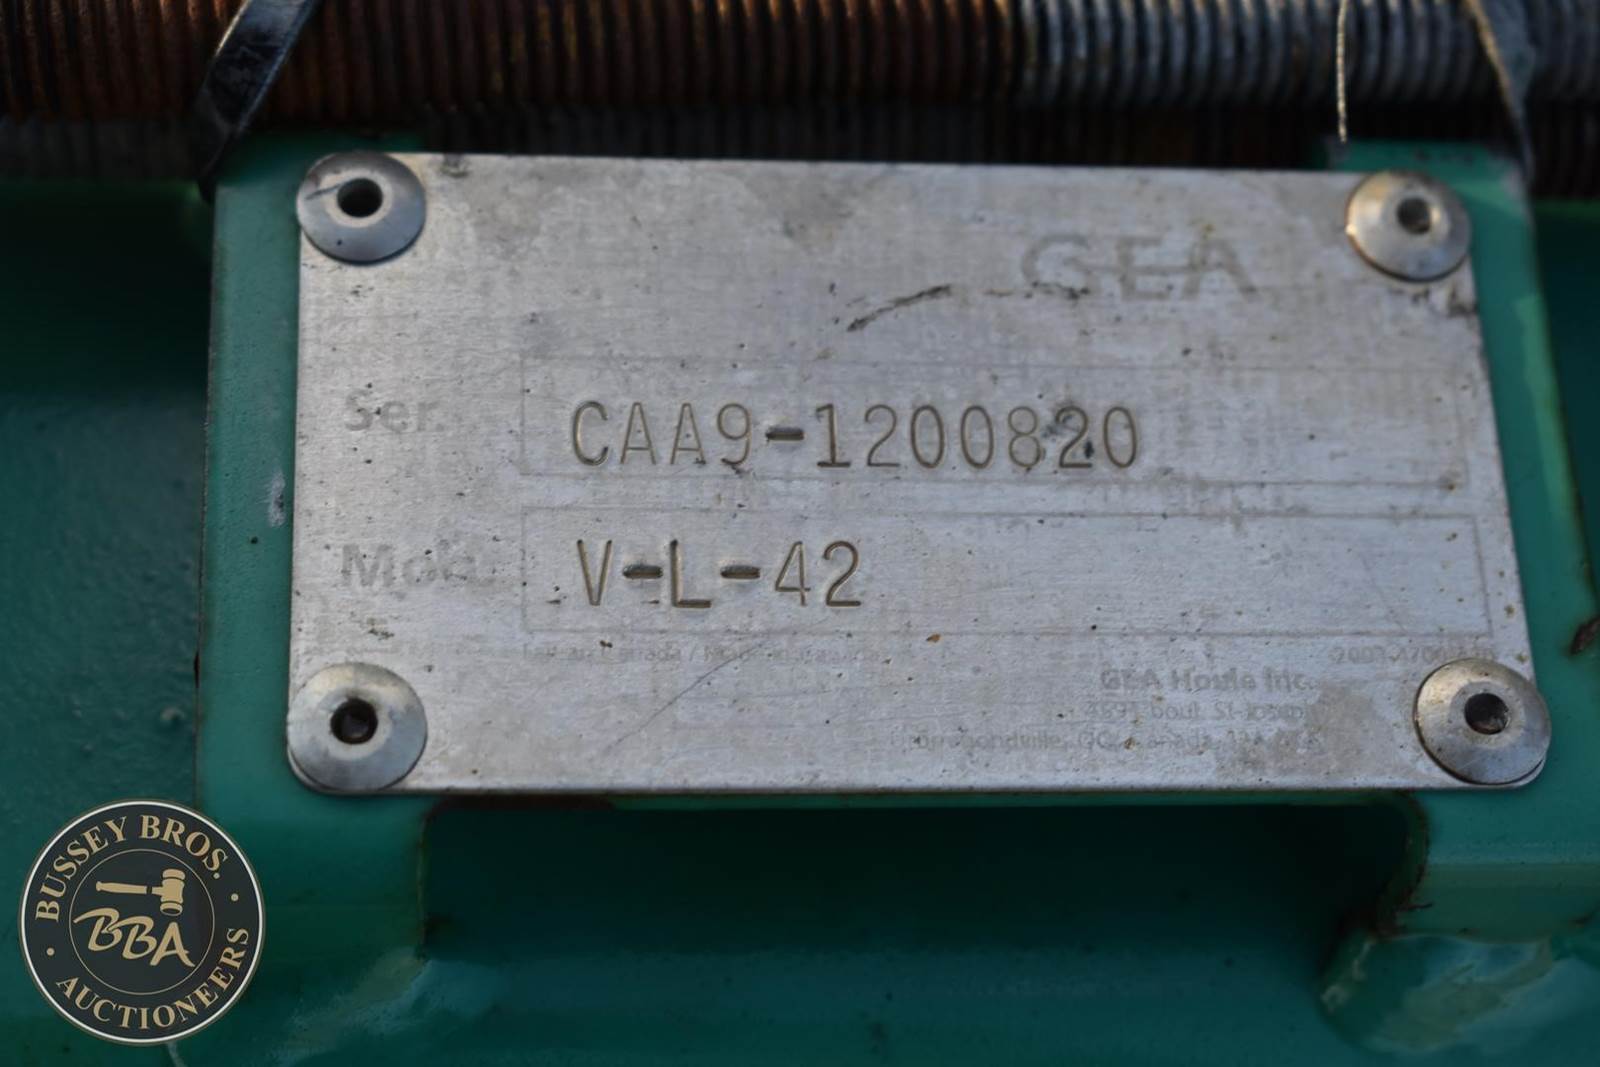 GEA
Ser.
CAA9-1200820
Mod.
V-L-42
GEA Houle Inc.
BUSSEY BROS.
BBA
AUCTIONEERS